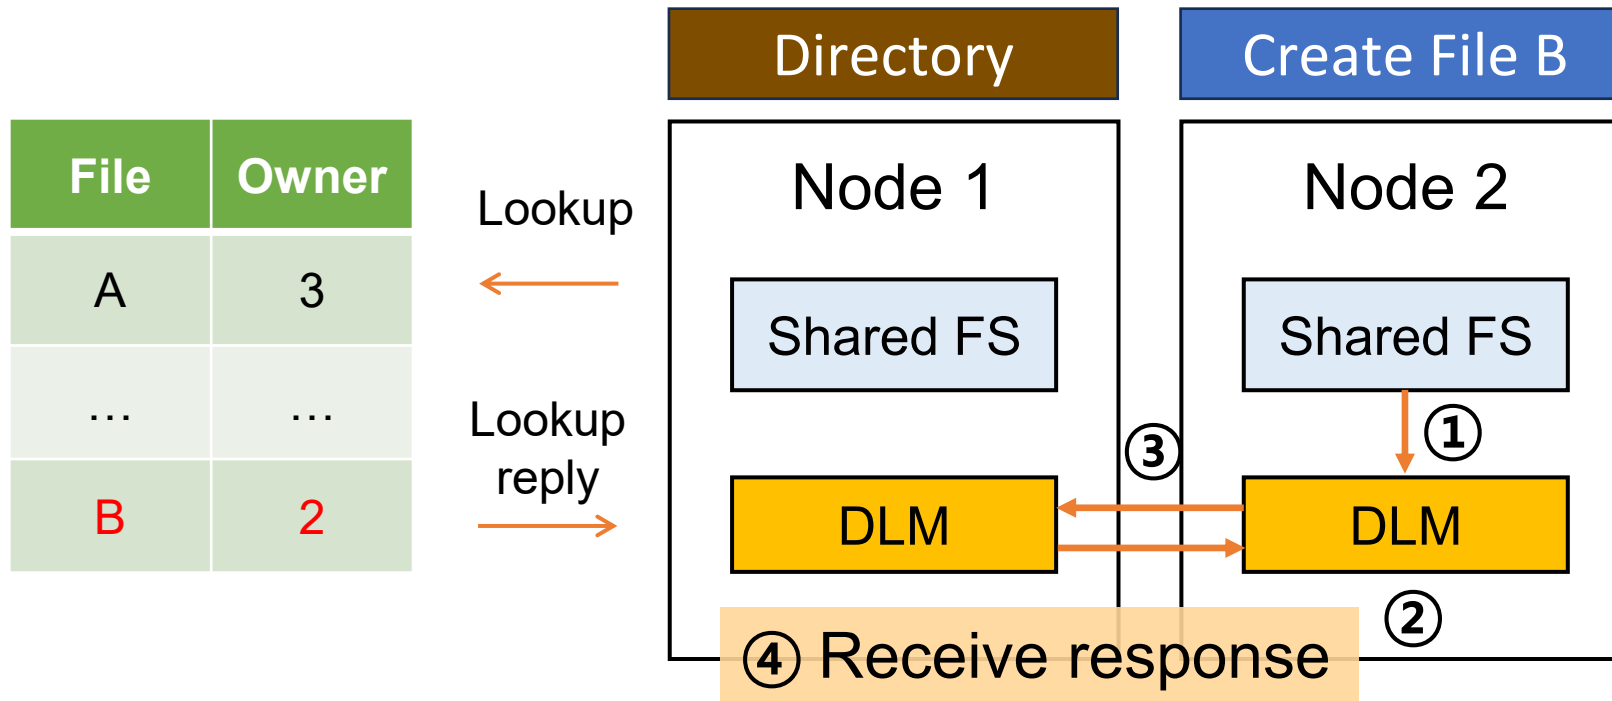 Directory
Create File B
File Owner
A 3
… …
B 2
Lookup
Lookup
reply
Node 1
Shared FS
DLM
Node 2
Shared FS
①
③
DLM
②
④ Receive response